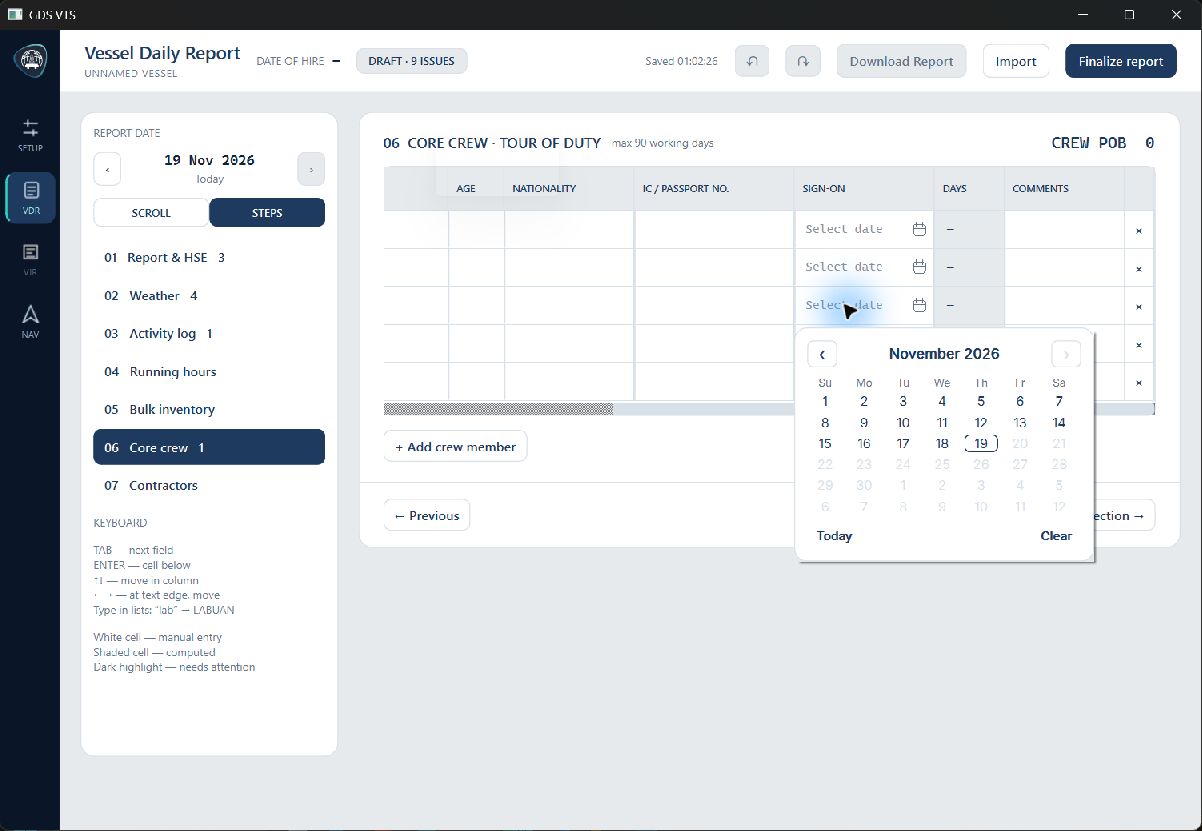 GDS VTS
Vessel Daily Report
UNNAMED VESSEL
DATE OF HIRE –
DRAFT · 9 ISSUES
Saved 01:02:26
Download Report
Import
Finalize report
SETUP
VDR
VIR
NAV
REPORT DATE
19 Nov 2026
Today
SCROLL
STEPS
01 Report & HSE 3
02 Weather 4
03 Activity log 1
04 Running hours
05 Bulk inventory
06 Core crew 1
07 Contractors
KEYBOARD
TAB — next field
ENTER — cell below
↑↓ — move in column
— at text edge, move
Type in lists: "lab" → LABUAN
White cell — manual entry
Shaded cell — computed
Dark highlight — needs attention
06 CORE CREW · TOUR OF DUTY max 90 working days
CREW POB 0
AGE NATIONALITY IC / PASSPORT NO. SIGN-ON DAYS COMMENTS
Select date – ×
Select date – ×
Select date – ×
×
×
+ Add crew member
← Previous
ection →
‹ November 2026 ›
Su Mo Tu We Th Fr Sa
1 2 3 4 5 6 7
8 9 10 11 12 13 14
15 16 17 18 19 20 21
22 23 24 25 26 27 28
29 30 1 2 3 4 5
6 7 8 9 10 11 12
Today Clear